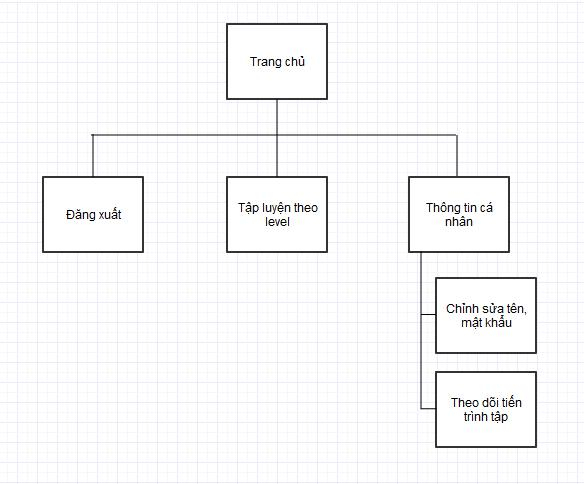 Trang chủ
Đăng xuất
Tập luyện theo
level
Thông tin cá
nhân
Chỉnh sửa tên,
mật khẩu
Theo dõi tiến
trình tập